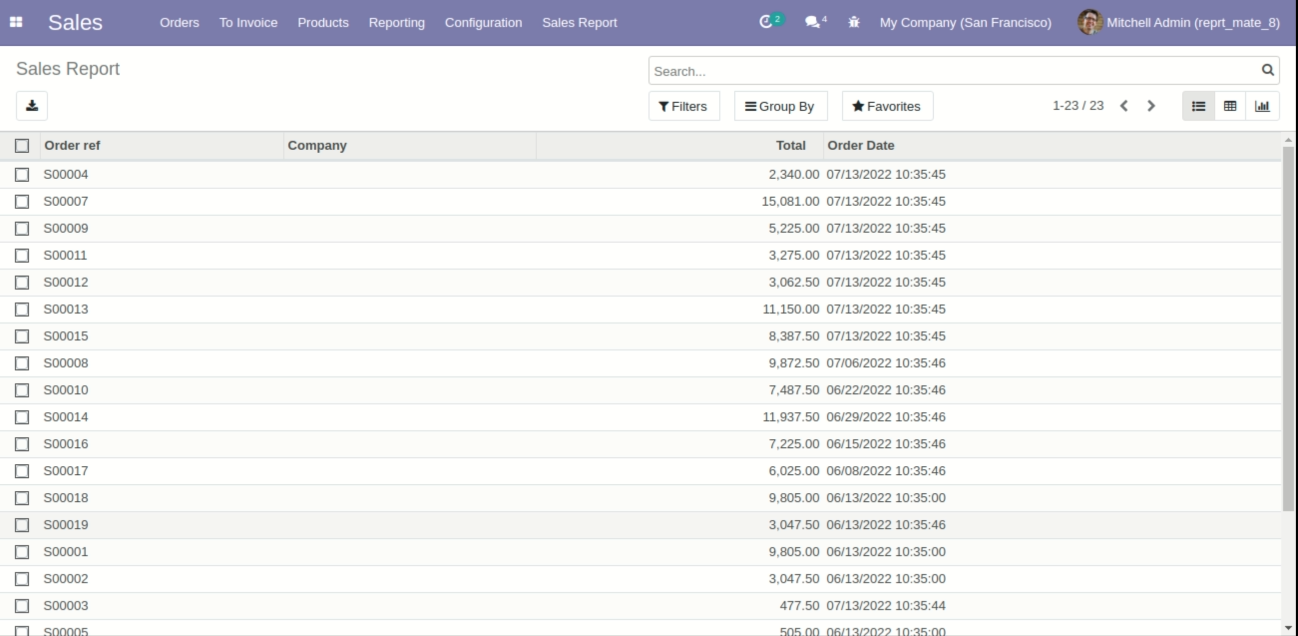 Sales Orders To Invoice Products Reporting Configuration Sales Report 2 4 My Company (San Francisco) Mitchell Admin (reprt_mate_8)
Sales Report Search...
Filters Group By Favorites 1-23 / 23
Order ref Company Total Order Date
S00004 2,340.00 07/13/2022 10:35:45
S00007 15,081.00 07/13/2022 10:35:45
S00009 5,225.00 07/13/2022 10:35:45
S00011 3,275.00 07/13/2022 10:35:45
S00012 3,062.50 07/13/2022 10:35:45
S00013 11,150.00 07/13/2022 10:35:45
S00015 8,387.50 07/13/2022 10:35:45
S00008 9,872.50 07/06/2022 10:35:46
S00010 7,487.50 06/22/2022 10:35:46
S00014 11,937.50 06/29/2022 10:35:46
S00016 7,225.00 06/15/2022 10:35:46
S00017 6,025.00 06/08/2022 10:35:46
S00018 9,805.00 06/13/2022 10:35:00
S00019 3,047.50 06/13/2022 10:35:46
S00001 9,805.00 06/13/2022 10:35:00
S00002 3,047.50 06/13/2022 10:35:00
S00003 477.50 07/13/2022 10:35:44
S00005 505.00 06/13/2022 10:35:00